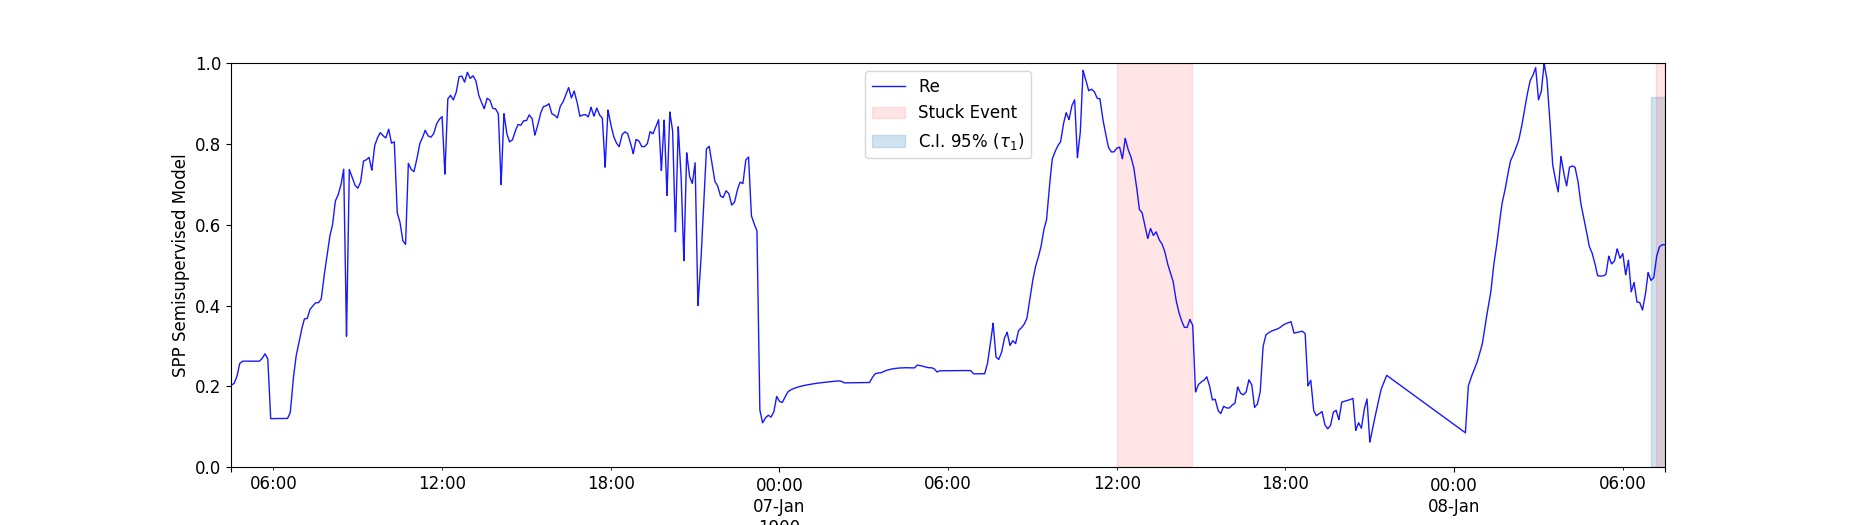 SPP Semisupervised Model
1.0
0.8
0.6
0.4
0.2
0.0
Re
Stuck Event
C.I. 95% (τ₁)
06:00 12:00 18:00 00:00 06:00 12:00 18:00 00:00 06:00
07-Jan 08-Jan
1900